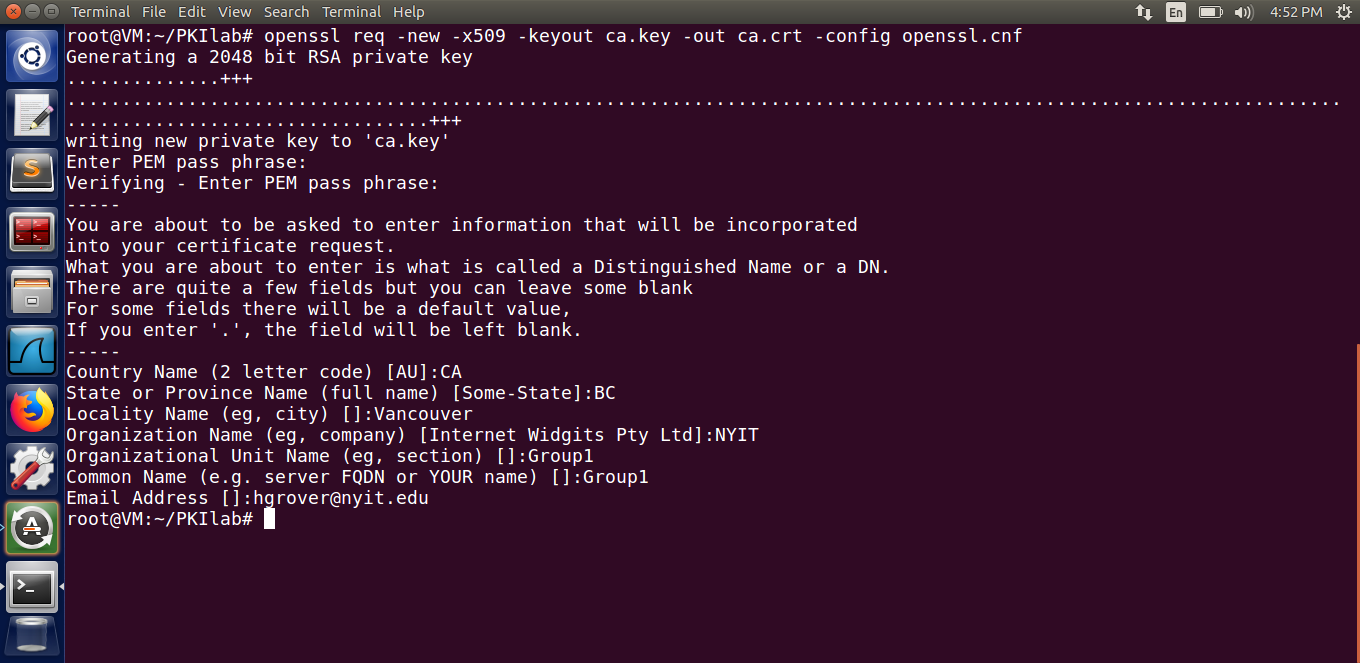 Terminal File Edit View Search Terminal Help En 4:52 PM
root@VM:~/PKIlab# openssl req -new -x509 -keyout ca.key -out ca.crt -config openssl.cnf
Generating a 2048 bit RSA private key
..............+++
....................................................................................................................
.................................+++
writing new private key to 'ca.key'
Enter PEM pass phrase:
Verifying - Enter PEM pass phrase:
-----
You are about to be asked to enter information that will be incorporated
into your certificate request.
What you are about to enter is what is called a Distinguished Name or a DN.
There are quite a few fields but you can leave some blank
For some fields there will be a default value,
If you enter '.', the field will be left blank.
-----
Country Name (2 letter code) [AU]:CA
State or Province Name (full name) [Some-State]:BC
Locality Name (eg, city) []:Vancouver
Organization Name (eg, company) [Internet Widgits Pty Ltd]:NYIT
Organizational Unit Name (eg, section) []:Group1
Common Name (e.g. server FQDN or YOUR name) []:Group1
Email Address []:hgrover@nyit.edu
root@VM:~/PKIlab#